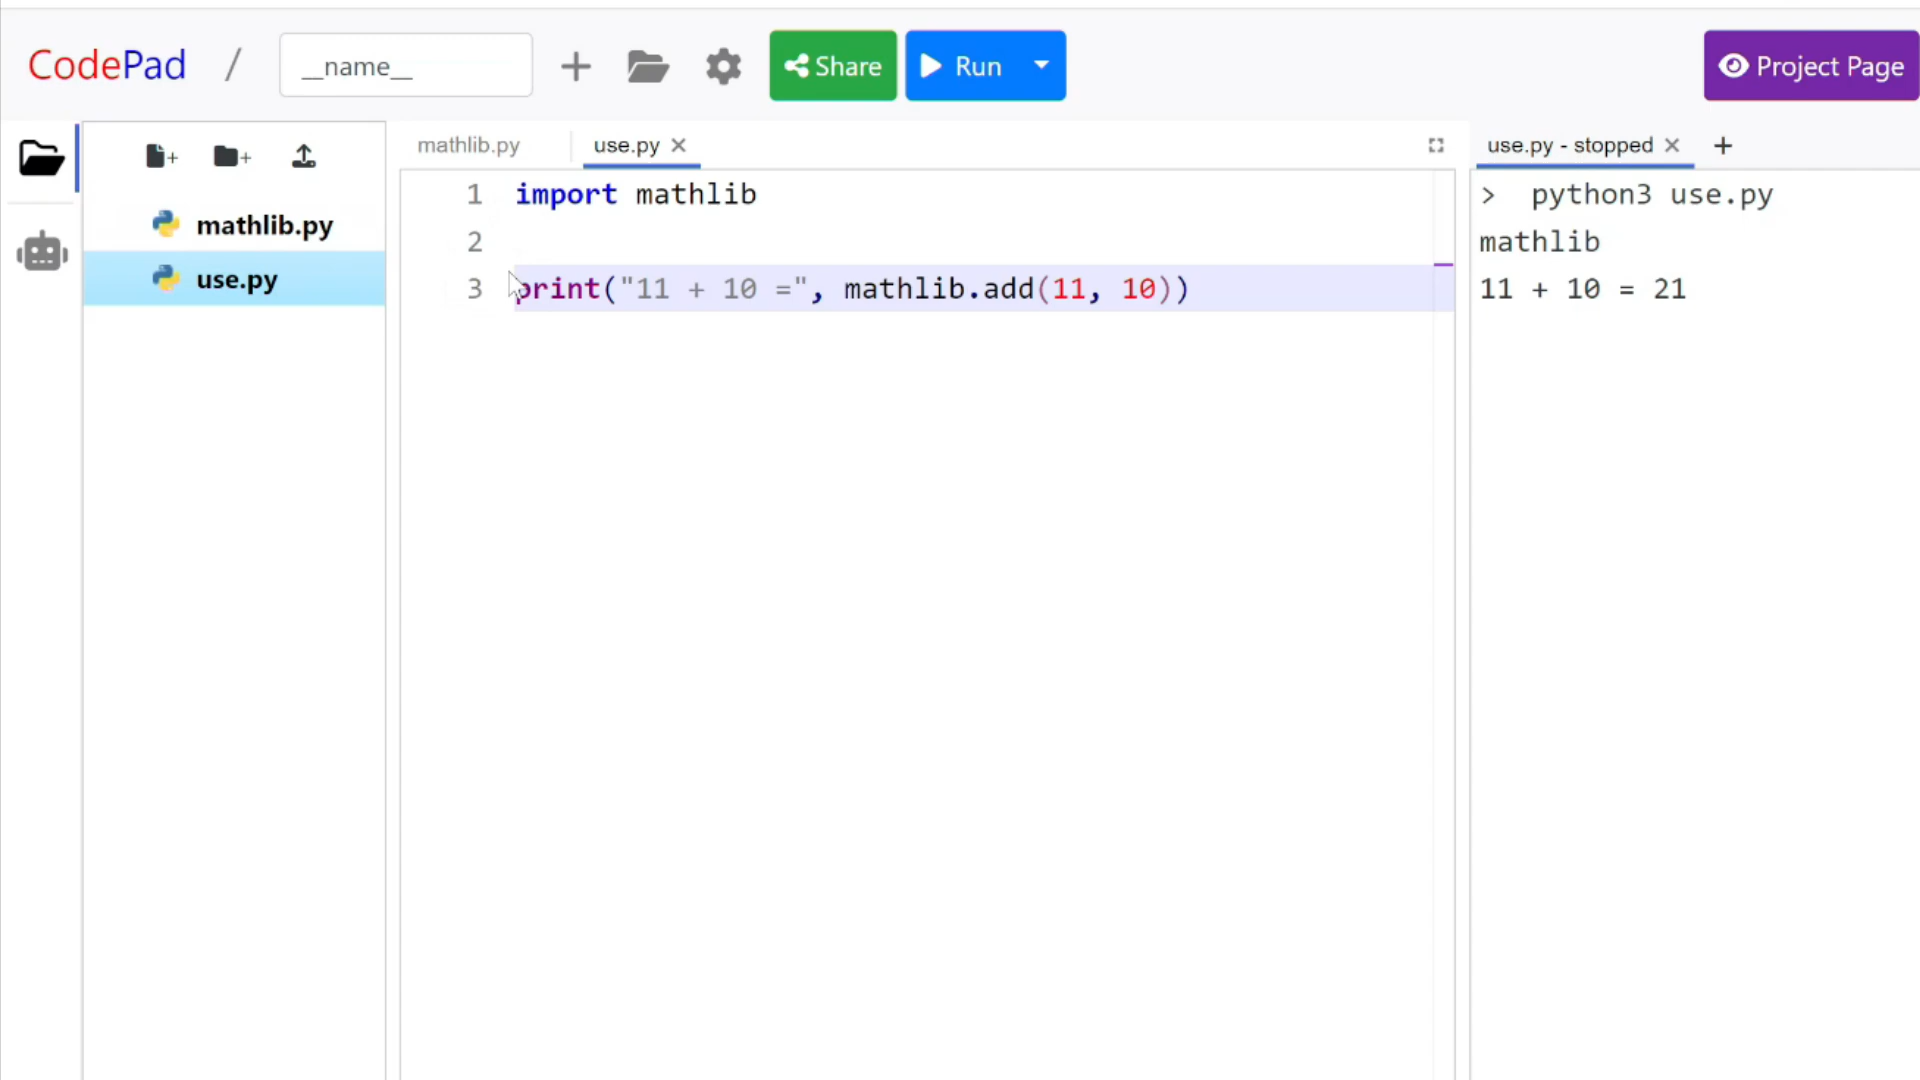 CodePad / __name__ Share Run Project Page
mathlib.py use.py use.py - stopped
mathlib.py
use.py
1 import mathlib
2
3 print("11 + 10 =", mathlib.add(11, 10))
> python3 use.py
mathlib
11 + 10 = 21